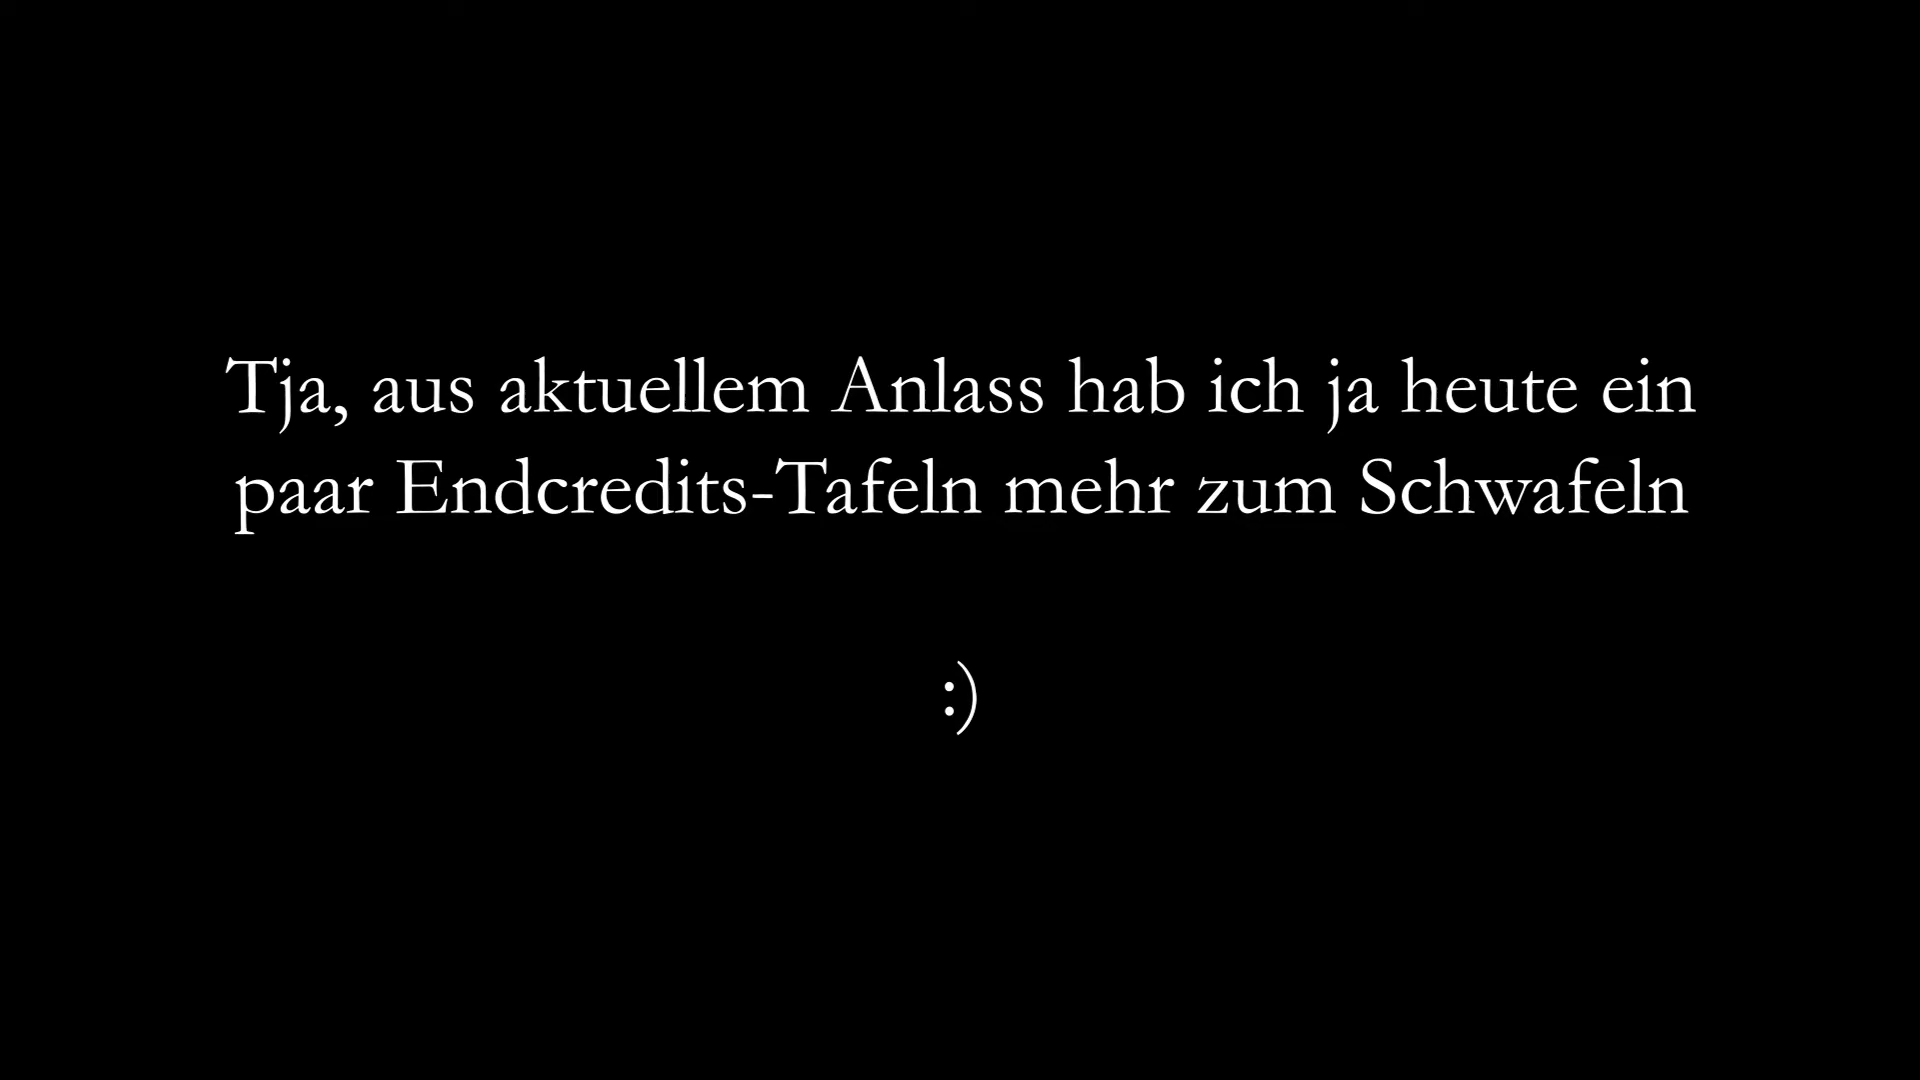 Tja, aus aktuellem Anlass hab ich ja heute ein
paar Endcredits-Tafeln mehr zum Schwafeln
:)